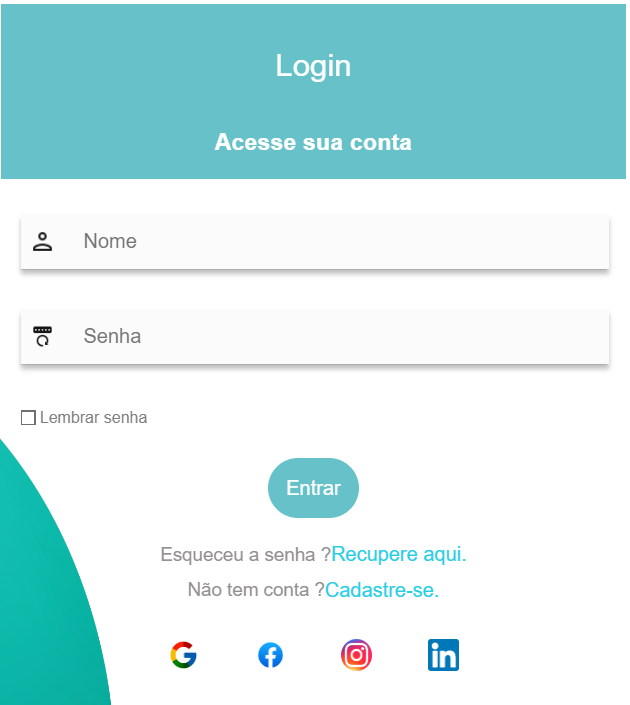 Login
Acesse sua conta
Nome
Senha
Lembrar senha
Entrar
Esqueceu a senha ?Recupere aqui.
Não tem conta ?Cadastre-se.